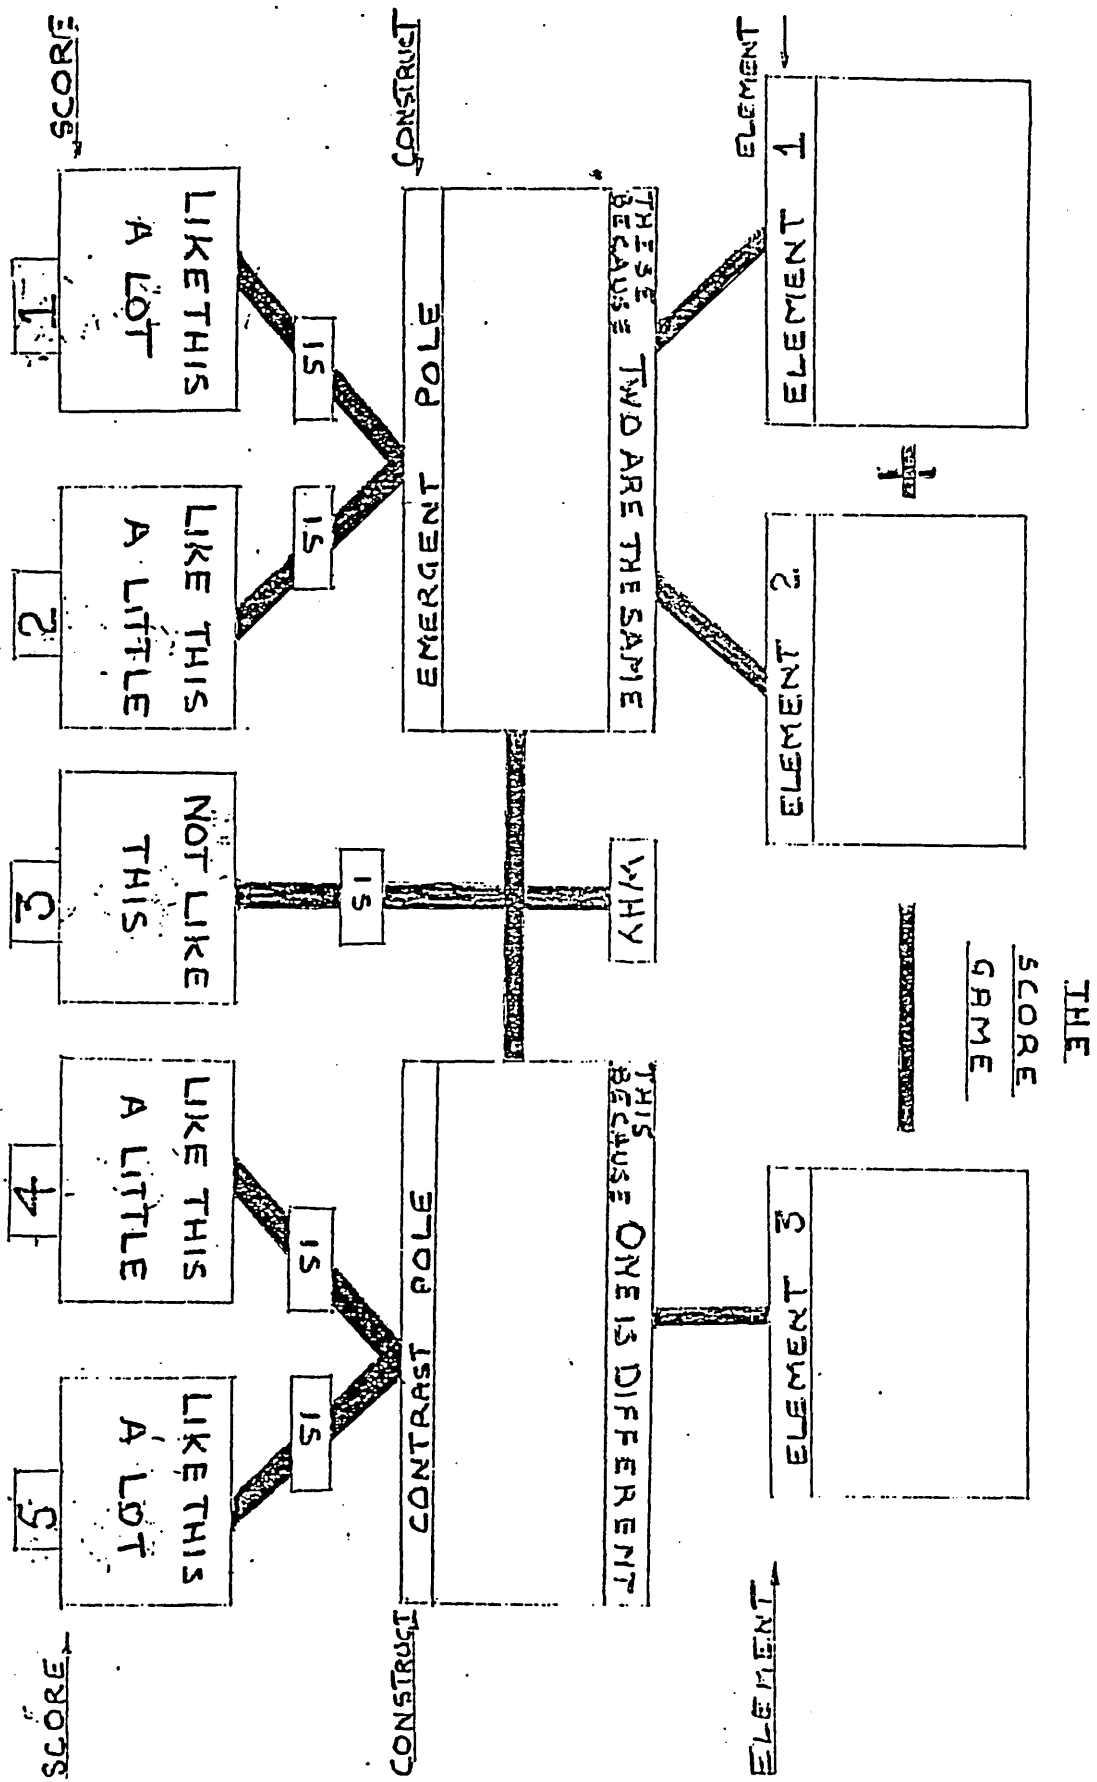 THE
SCORE
GAME
ELEMENT
ELEMENT 1
+
ELEMENT 2
ELEMENT 3
ELEMENT
THESE
BECAUSE TWO ARE THE SAME
WHY
THIS
BECAUSE ONE IS DIFFERENT
CONSTRUCT
EMERGENT POLE
CONTRAST POLE
CONSTRUCT
IS
IS
IS
IS
IS
SCORE
LIKE THIS
A LOT
LIKE THIS
A LITTLE
NOT LIKE
THIS
LIKE THIS
A LITTLE
LIKE THIS
A LOT
SCORE
1
2
3
4
5